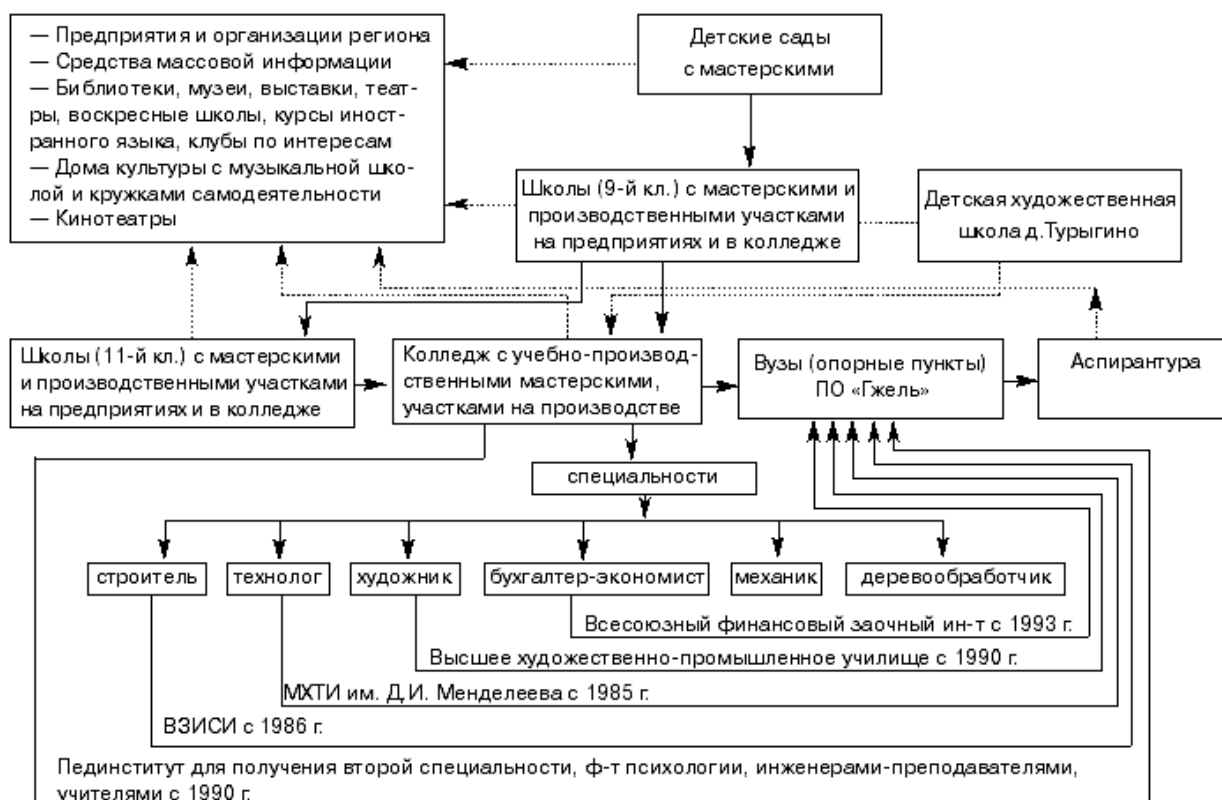 — Предприятия и организации региона
— Средства массовой информации
— Библиотеки, музеи, выставки, теат-
ры, воскресные школы, курсы иност-
ранного языка, клубы по интересам
— Дома культуры с музыкальной шко-
лой и кружками самодеятельности
— Кинотеатры
Детские сады
с мастерскими
Школы (9-й кл.) с мастерскими и
производственными участками
на предприятиях и в колледже
Детская художественная
школа д.Турыгино
Школы (11-й кл.) с мастерскими
и производственными участками
на предприятиях и в колледже
Колледж с учебно-производ-
ственными мастерскими,
участками на производстве
Вузы (опорные пункты)
ПО «Гжель»
Аспирантура
специальности
строитель
технолог
художник
бухгалтер-экономист
механик
деревообработчик
Всесоюзный финансовый заочный ин-т с 1993 г.
Высшее художественно-промышленное училище с 1990 г.
МХТИ им. Д.И. Менделеева с 1985 г.
ВЗИСИ с 1986 г.
Пединститут для получения второй специальности, ф-т психологии, инженерами-преподавателями,
учителями с 1990 г.